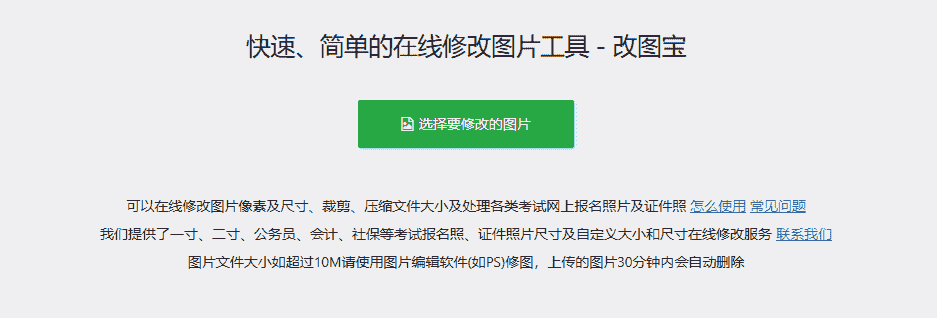 快速、简单的在线修改图片工具 - 改图宝
选择要修改的图片
可以在线修改图片像素及尺寸、裁剪、压缩文件大小及处理各类考试网上报名照片及证件照 怎么使用 常见问题
我们提供了一寸、二寸、公务员、会计、社保等考试报名照、证件照片尺寸及自定义大小和尺寸在线修改服务 联系我们
图片文件大小如超过10M请使用图片编辑软件(如PS)修图，上传的图片30分钟内会自动删除